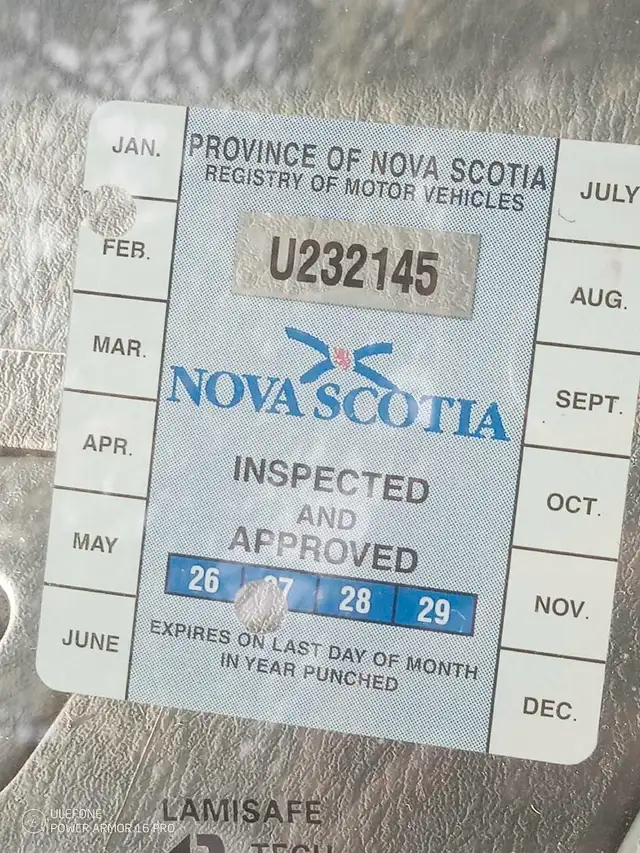 JAN.
FEB.
MAR.
APR.
MAY
JUNE
PROVINCE OF NOVA SCOTIA
REGISTRY OF MOTOR VEHICLES
U232145
NOVA SCOTIA
INSPECTED
AND
APPROVED
26 27 28 29
EXPIRES ON LAST DAY OF MONTH
IN YEAR PUNCHED
JULY
AUG.
SEPT.
OCT.
NOV.
DEC.
LAMISAFE
TECH
ULEFONE
POWER ARMOR 16 PRO